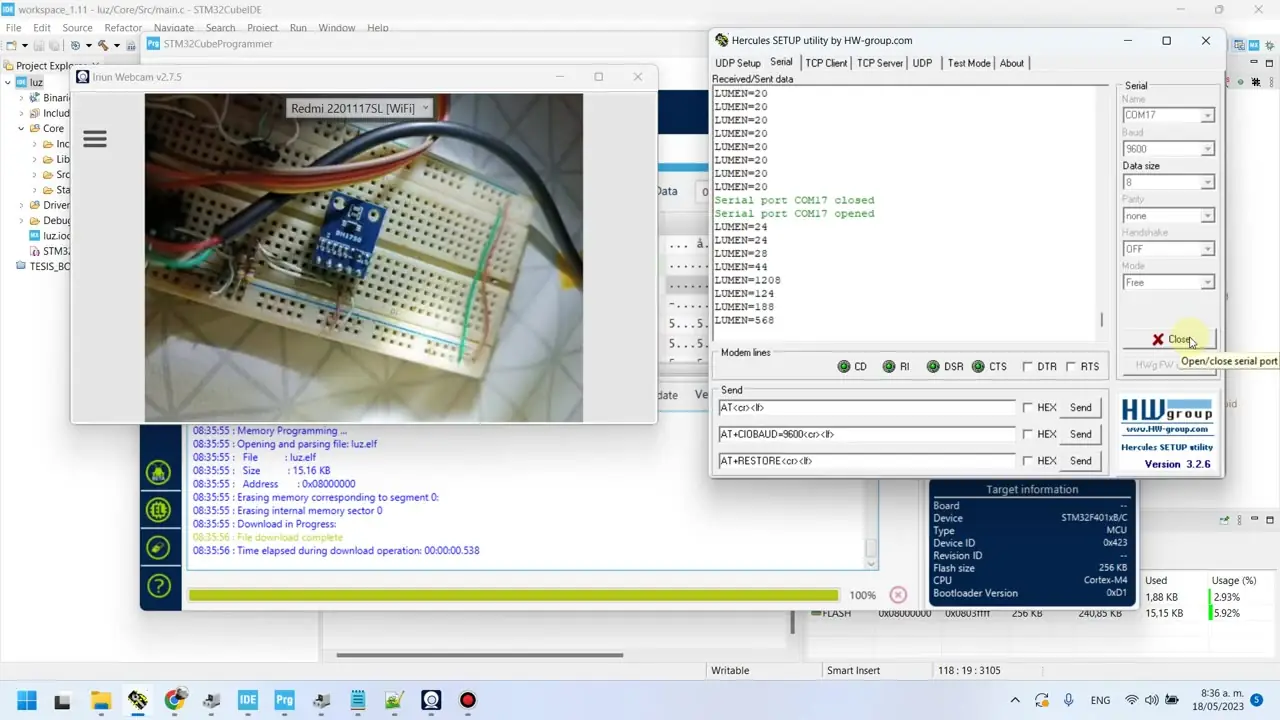 workspace_1.11 - luz/Core/Src/main.c - STM32CubeIDE
File Edit Source Refactor Navigate Search Project Run Window Help
STM32CubeProgrammer
Project Explorer
luz
Core
Drivers
Debug
luz.ioc
Iriun Webcam v2.7.5
Redmi 2201117SL [WiFi]
Data
Hercules SETUP utility by HW-group.com
UDP Setup Serial TCP Client TCP Server UDP Test Mode About
Received/Sent data
LUMEN=20
LUMEN=20
LUMEN=20
LUMEN=20
LUMEN=20
LUMEN=20
LUMEN=20
LUMEN=20
Serial port COM17 closed
Serial port COM17 opened
LUMEN=24
LUMEN=24
LUMEN=28
LUMEN=44
LUMEN=1208
LUMEN=124
LUMEN=188
LUMEN=568
Serial
Name
COM17
Baud
9600
Data size
8
Parity
none
Handshake
OFF
Mode
Free
Close
Open/close serial port
Modem lines
CD RI DSR CTS DTR RTS
Send
AT<cr><lf> HEX Send
AT+CIOBAUD=9600<cr><lf> HEX Send
AT+RESTORE<cr><lf> HEX Send
HWgroup
www.HW-group.com
Hercules SETUP utility
Version 3.2.6
08:35:55 : Memory Programming ...
08:35:55 : Opening and parsing file: luz.elf
08:35:55 : File : luz.elf
08:35:55 : Size : 15.16 KB
08:35:55 : Address : 0x08000000
08:35:55 : Erasing memory corresponding to segment 0:
08:35:55 : Erasing internal memory sector 0
08:35:55 : Download in Progress:
08:35:56 : File download complete
08:35:56 : Time elapsed during download operation: 00:00:00.538
100%
Target information
Board --
Device STM32F401xB/C
Type MCU
Device ID 0x423
Revision ID --
Flash size 256 KB
CPU Cortex-M4
Bootloader Version 0xD1
Used Usage (%)
1,88 KB 2.93%
FLASH 0x08000000 0x0803ffff 256 KB 240,85 KB 15,15 KB 5.92%
Writable Smart Insert 118 : 19 : 3105
ENG
8:36 a. m.
18/05/2023